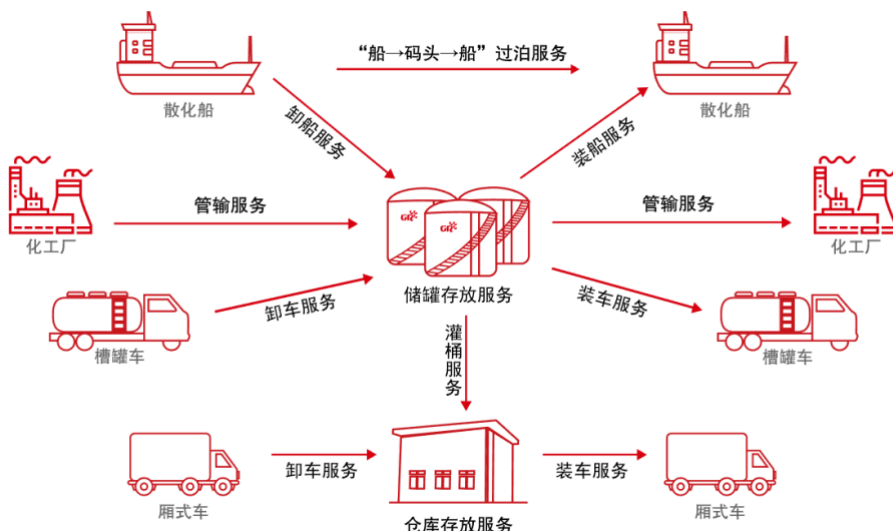 “船→码头→船”过泊服务
散化船
散化船
卸船服务
装船服务
管输服务
管输服务
化工厂
化工厂
储罐存放服务
卸车服务
装车服务
槽罐车
槽罐车
灌桶服务
卸车服务
装车服务
厢式车
仓库存放服务
厢式车